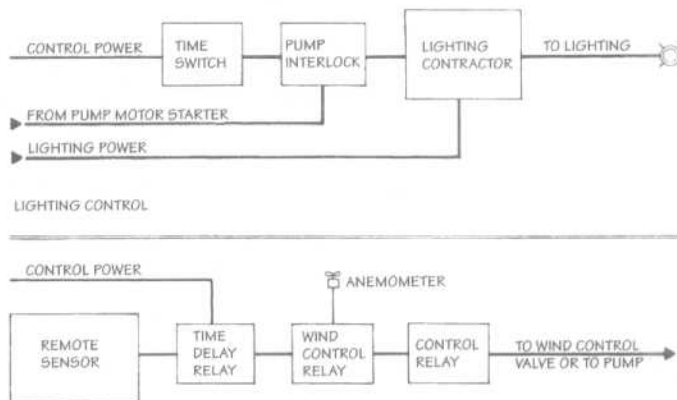 CONTROL POWER
TIME
SWITCH
PUMP
INTERLOCK
LIGHTING
CONTRACTOR
TO LIGHTING
FROM PUMP MOTOR STARTER
LIGHTING POWER
LIGHTING CONTROL
CONTROL POWER
ANEMOMETER
REMOTE
SENSOR
TIME
DELAY
RELAY
WIND
CONTROL
RELAY
CONTROL
RELAY
TO WIND CONTROL
VALVE OR TO PUMP